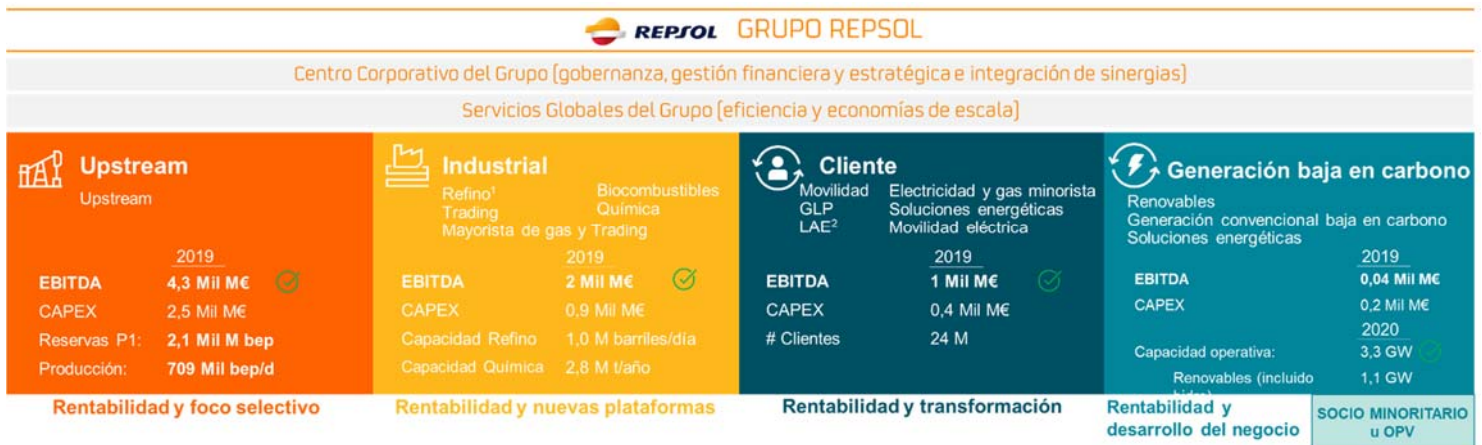 REPSOL GRUPO REPSOL
Centro Corporativo del Grupo (gobernanza, gestión financiera y estratégica e integración de sinergias)
Servicios Globales del Grupo (eficiencia y economías de escala)
Upstream
Upstream
2019
EBITDA 4,3 Mil M€
CAPEX 2,5 Mil M€
Reservas P1: 2,1 Mil M bep
Producción: 709 Mil bep/d
Rentabilidad y foco selectivo
Industrial
Refino¹ Biocombustibles
Trading Química
Mayorista de gas y Trading
2019
EBITDA 2 Mil M€
CAPEX 0,9 Mil M€
Capacidad Refino 1,0 M barriles/día
Capacidad Química 2,8 M t/año
Rentabilidad y nuevas plataformas
Cliente
Movilidad Electricidad y gas minorista
GLP Soluciones energéticas
LAE² Movilidad eléctrica
2019
EBITDA 1 Mil M€
CAPEX 0,4 Mil M€
# Clientes 24 M
Rentabilidad y transformación
Generación baja en carbono
Renovables
Generación convencional baja en carbono
Soluciones energéticas
2019
EBITDA 0,04 Mil M€
CAPEX 0,2 Mil M€
2020
Capacidad operativa: 3,3 GW
Renovables (incluido 1,1 GW
Rentabilidad y
desarrollo del negocio
SOCIO MINORITARIO
u OPV